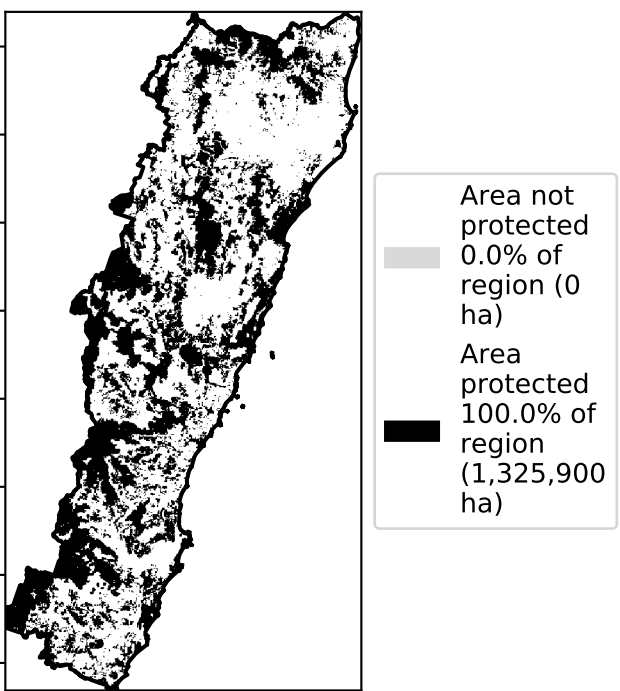 Area not
protected
0.0% of
region (0
ha)
Area
protected
100.0% of
region
(1,325,900
ha)